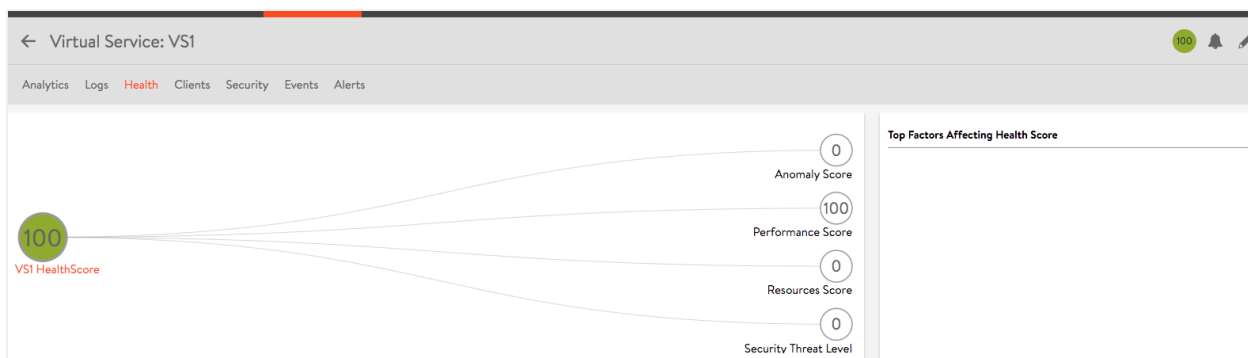 ← Virtual Service: VS1
100
Analytics Logs Health Clients Security Events Alerts
Top Factors Affecting Health Score
0
Anomaly Score
100
Performance Score
100
VS1 HealthScore
0
Resources Score
0
Security Threat Level